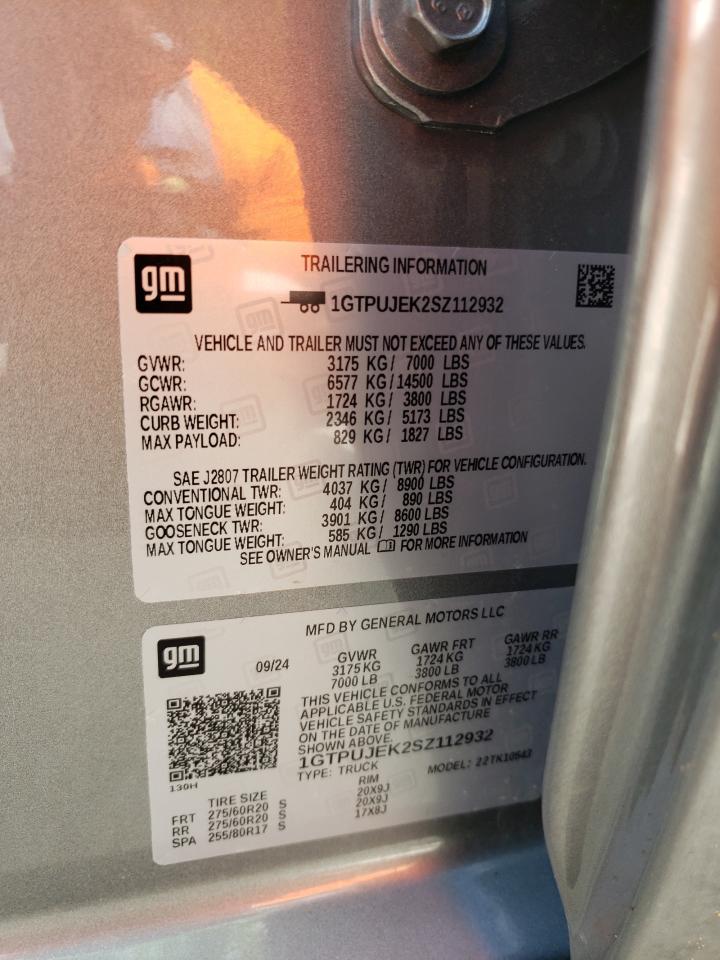 gm
TRAILERING INFORMATION
1GTPUJEK2SZ112932
VEHICLE AND TRAILER MUST NOT EXCEED ANY OF THESE VALUES.
GVWR: 3175 KG/ 7000 LBS
GCWR: 6577 KG/14500 LBS
RGAWR: 1724 KG/ 3800 LBS
CURB WEIGHT: 2346 KG/ 5173 LBS
MAX PAYLOAD: 829 KG/ 1827 LBS
SAE J2807 TRAILER WEIGHT RATING (TWR) FOR VEHICLE CONFIGURATION.
CONVENTIONAL TWR: 4037 KG/ 8900 LBS
MAX TONGUE WEIGHT: 404 KG/ 890 LBS
GOOSENECK TWR: 3901 KG/ 8600 LBS
MAX TONGUE WEIGHT: 585 KG/ 1290 LBS
SEE OWNER'S MANUAL FOR MORE INFORMATION
gm
MFD BY GENERAL MOTORS LLC
09/24 GVWR GAWR FRT GAWR RR
3175 KG 1724 KG 1724 KG
7000 LB 3800 LB 3800 LB
THIS VEHICLE CONFORMS TO ALL
APPLICABLE U.S. FEDERAL MOTOR
VEHICLE SAFETY STANDARDS IN EFFECT
ON THE DATE OF MANUFACTURE
SHOWN ABOVE.
1GTPUJEK2SZ112932
TYPE: TRUCK MODEL: 22TK10543
130H
TIRE SIZE RIM
FRT 275/60R20 S 20X9J
RR 275/60R20 S 20X9J
SPA 255/80R17 S 17X8J